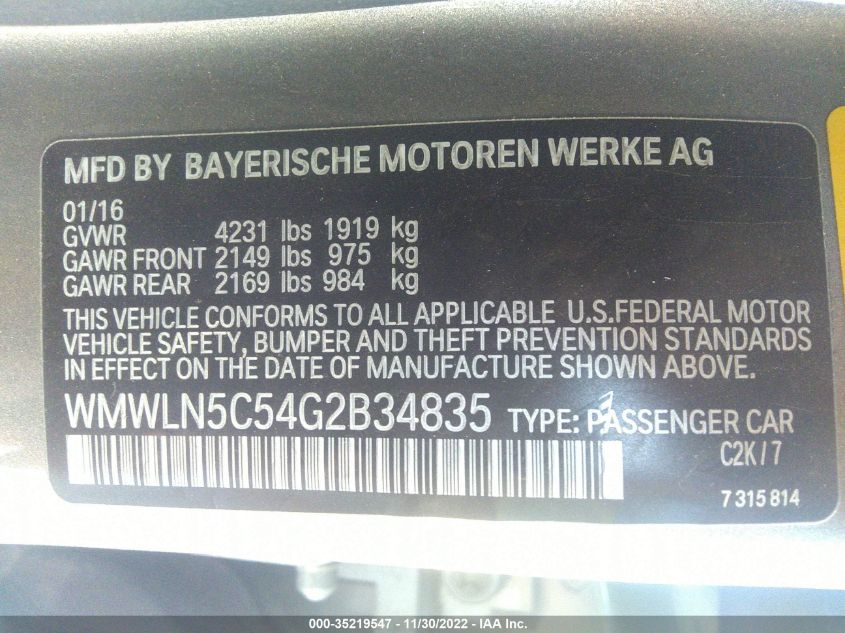 MFD BY BAYERISCHE MOTOREN WERKE AG
01/16
GVWR 4231 lbs 1919 kg
GAWR FRONT 2149 lbs 975 kg
GAWR REAR 2169 lbs 984 kg
THIS VEHICLE CONFORMS TO ALL APPLICABLE U.S.FEDERAL MOTOR
VEHICLE SAFETY, BUMPER AND THEFT PREVENTION STANDARDS
IN EFFECT ON THE DATE OF MANUFACTURE SHOWN ABOVE.
WMWLN5C54G2B34835 TYPE: PASSENGER CAR
C2K/7
7315814
000-35219547 - 11/30/2022 - IAA Inc.